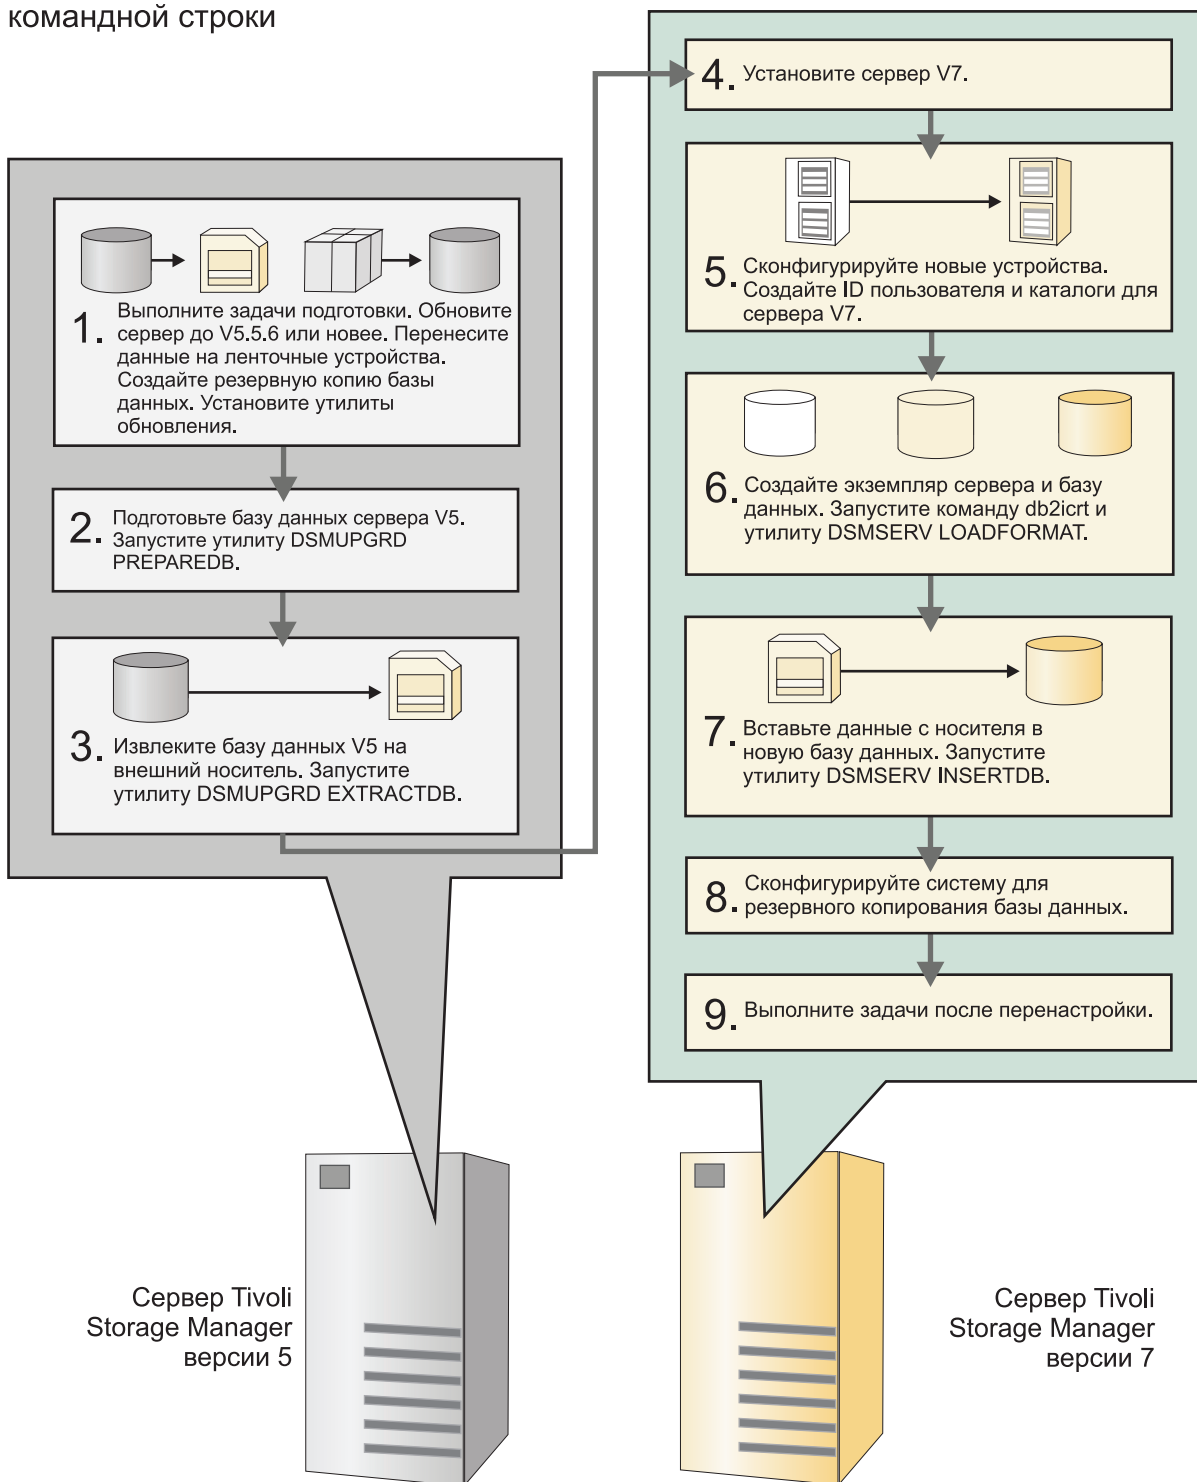 командной строки
1. Выполните задачи подготовки. Обновите
сервер до V5.5.6 или новее. Перенесите
данные на ленточные устройства.
Создайте резервную копию базы
данных. Установите утилиты
обновления.
2. Подготовьте базу данных сервера V5.
Запустите утилиту DSMUPGRD
PREPAREDB.
3. Извлеките базу данных V5 на
внешний носитель. Запустите
утилиту DSMUPGRD EXTRACTDB.
4. Установите сервер V7.
5. Сконфигурируйте новые устройства.
Создайте ID пользователя и каталоги для
сервера V7.
6. Создайте экземпляр сервера и базу
данных. Запустите команду db2icrt и
утилиту DSMSERV LOADFORMAT.
7. Вставьте данные с носителя в
новую базу данных. Запустите
утилиту DSMSERV INSERTDB.
8. Сконфигурируйте систему для
резервного копирования базы данных.
9. Выполните задачи после перенастройки.
Сервер Tivoli
Storage Manager
версии 5
Сервер Tivoli
Storage Manager
версии 7